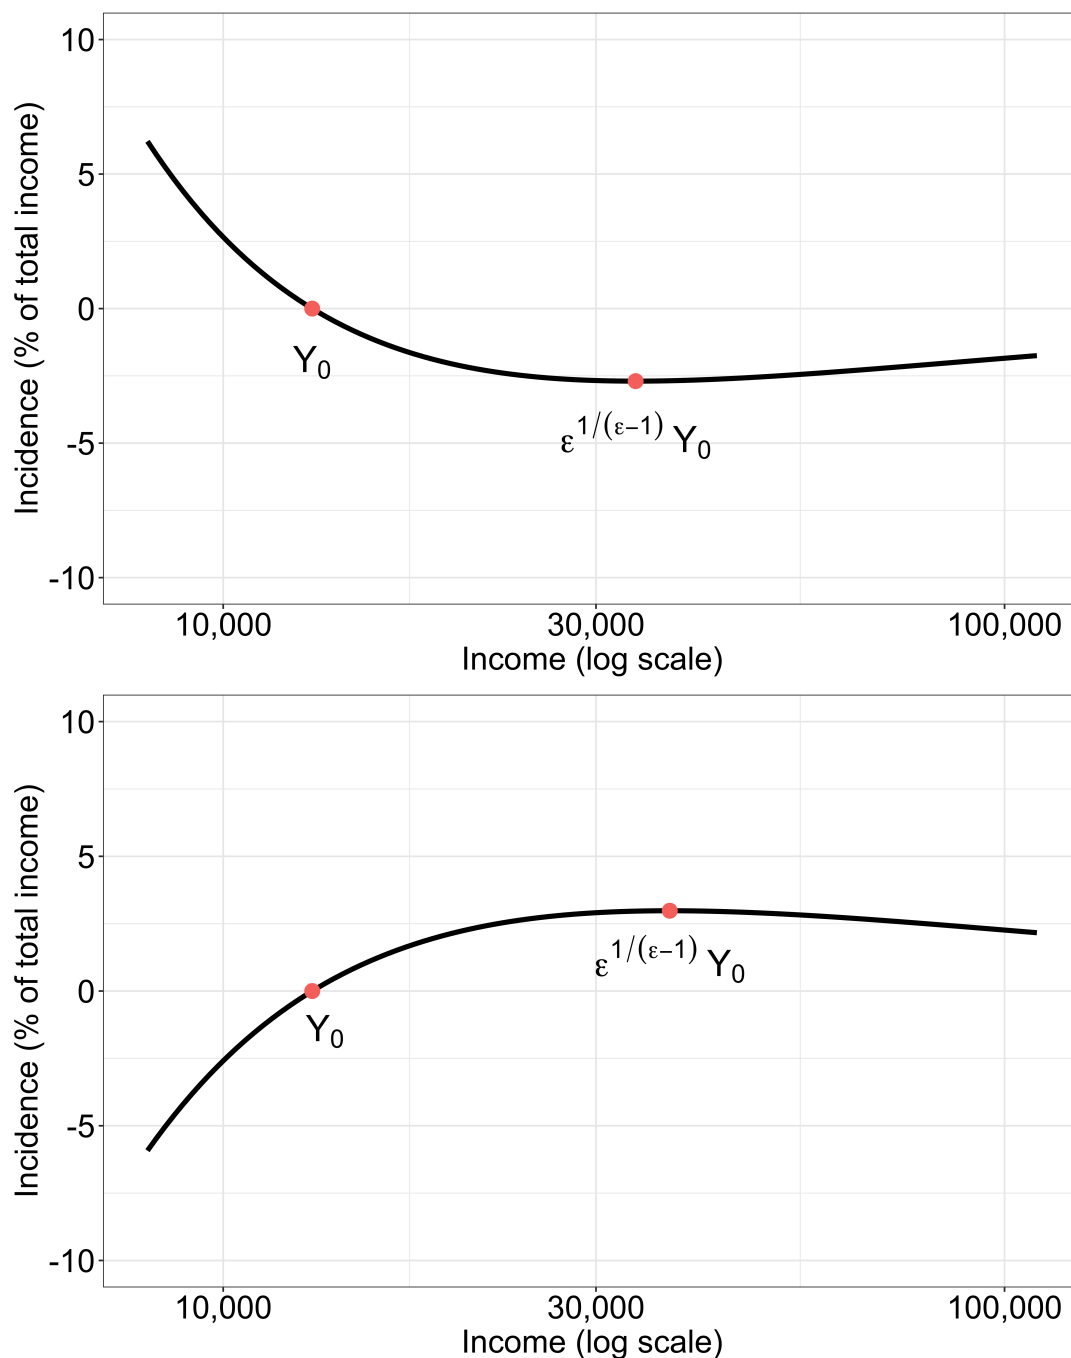 Incidence (% of total income)
10
5
0
-5
-10
Y₀
ε¹/(ε−1) Y₀
10,000 30,000 100,000
Income (log scale)
Incidence (% of total income)
10
5
0
-5
-10
ε¹/(ε−1) Y₀
Y₀
10,000 30,000 100,000
Income (log scale)